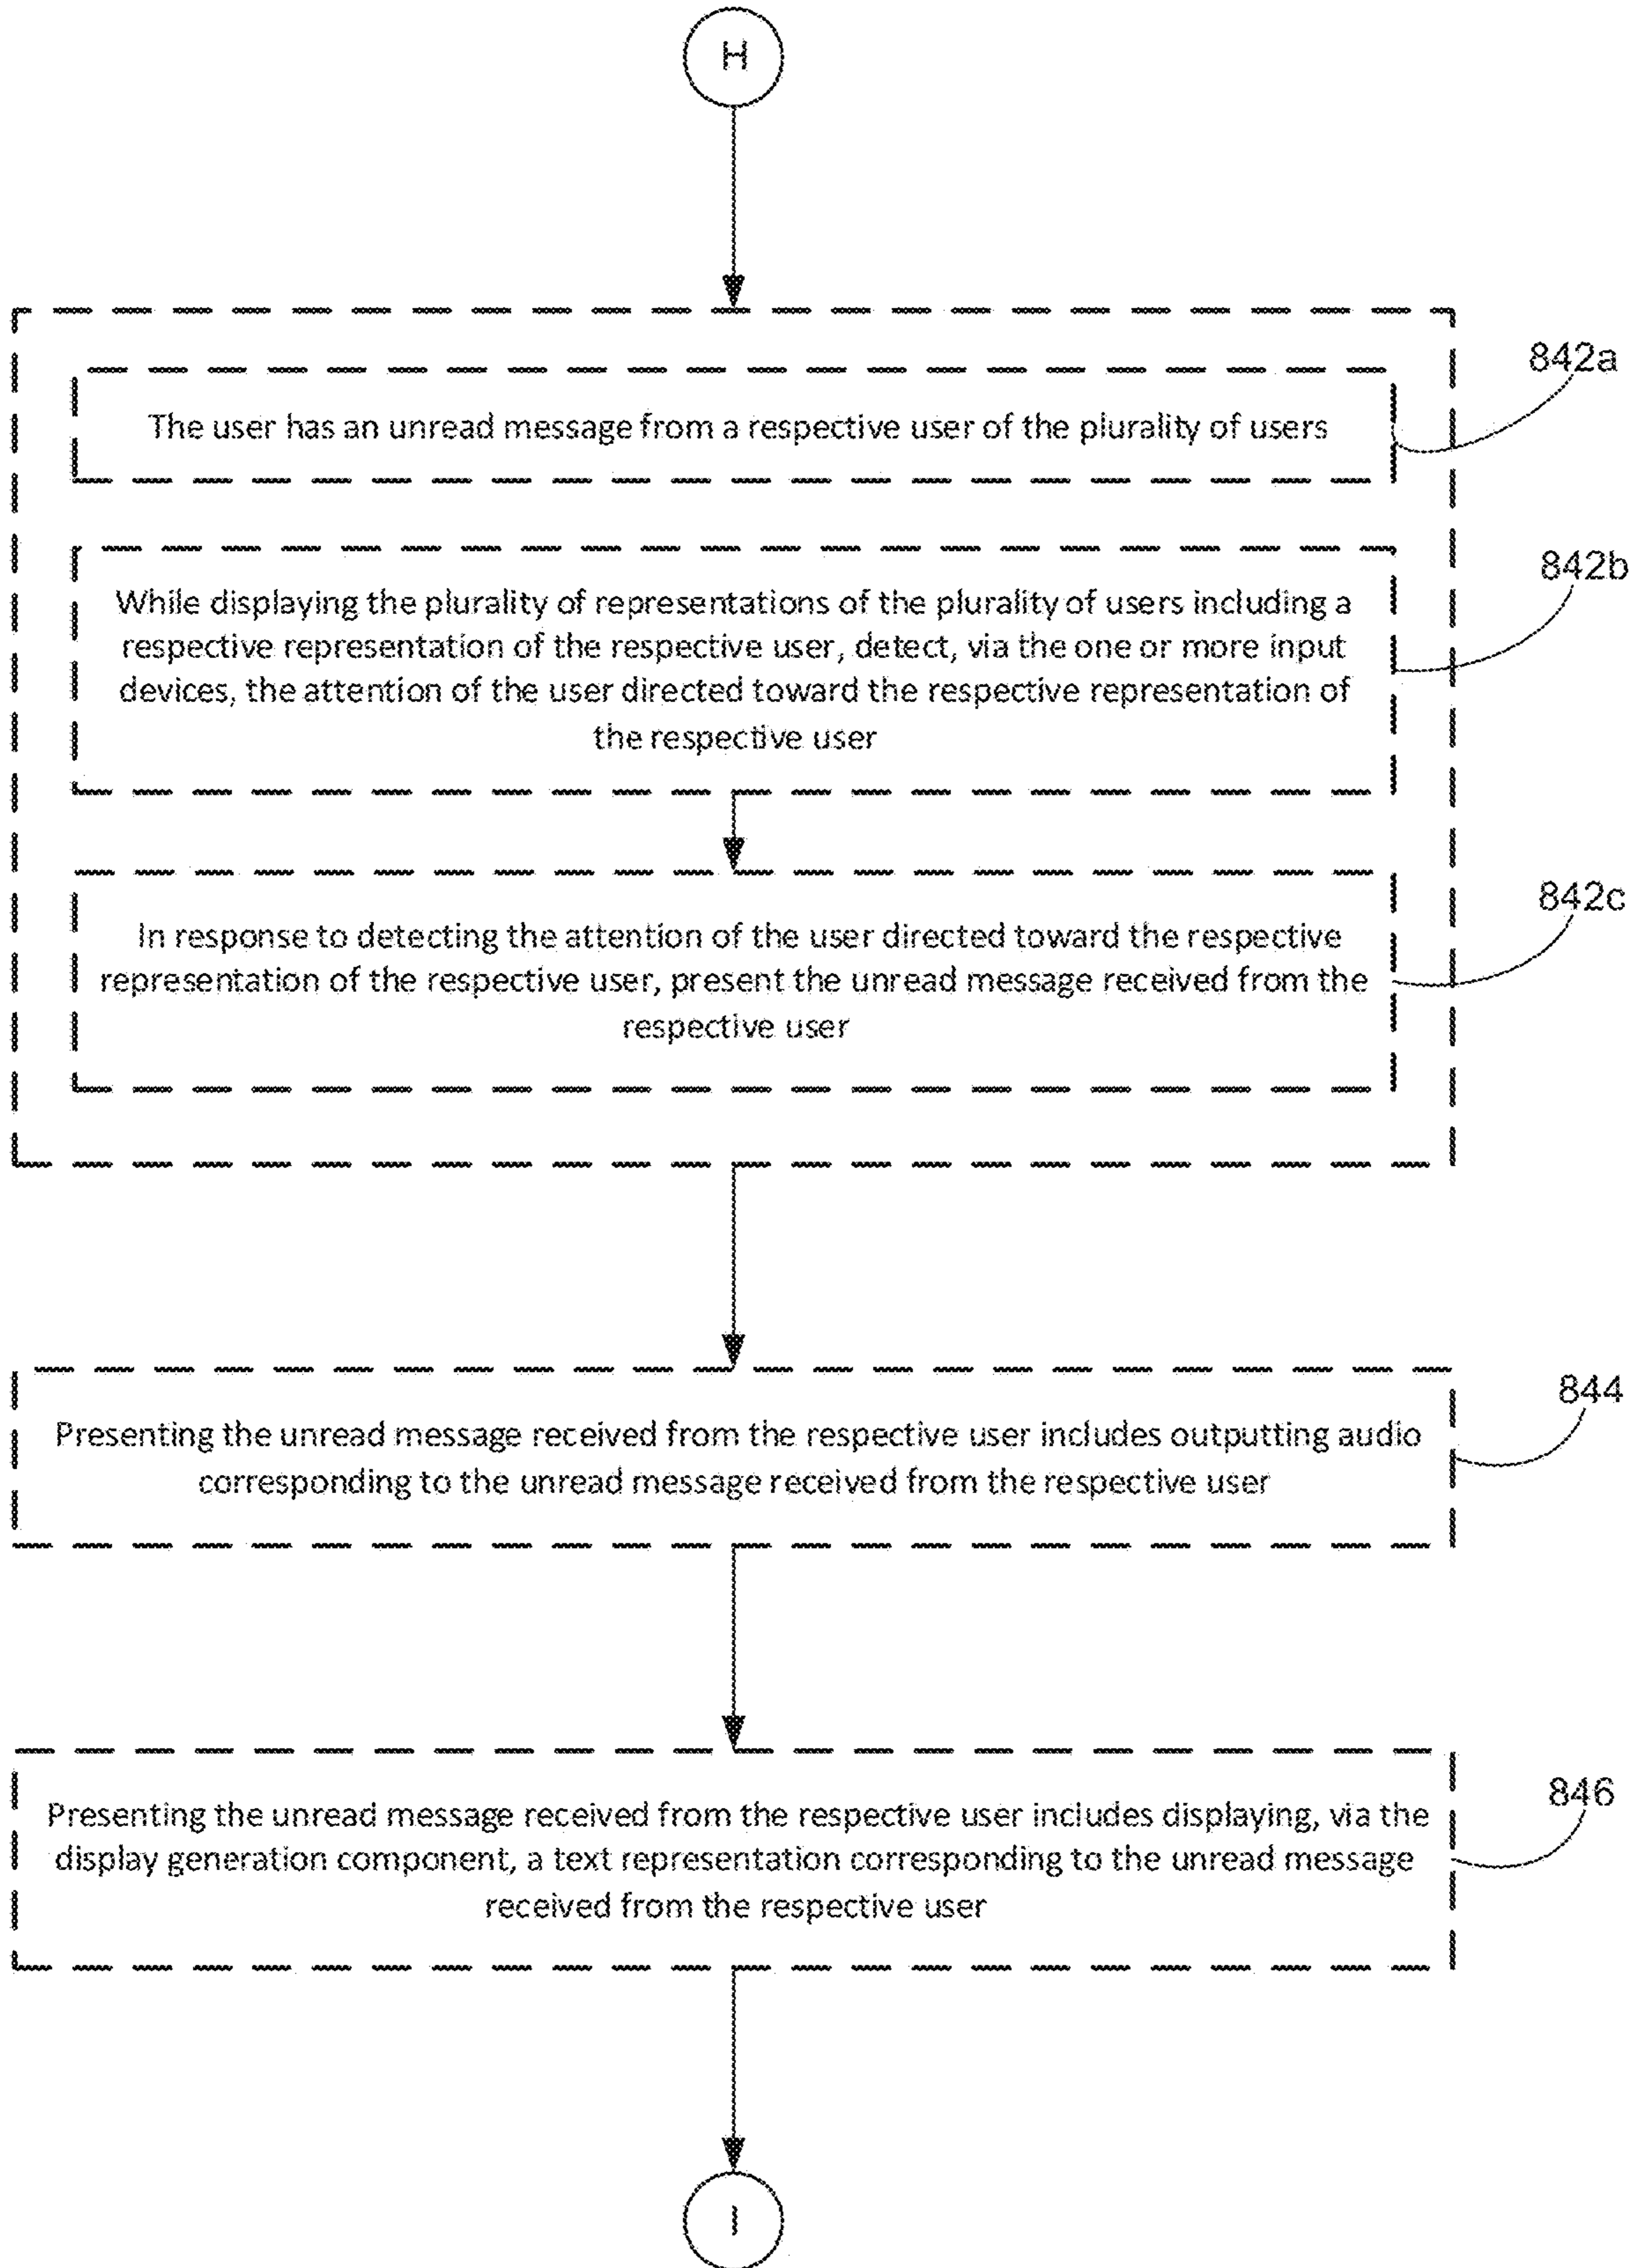 H
842a
The user has an unread message from a respective user of the plurality of users
842b
While displaying the plurality of representations of the plurality of users including a
respective representation of the respective user, detect, via the one or more input
devices, the attention of the user directed toward the respective representation of
the respective user
842c
In response to detecting the attention of the user directed toward the respective
representation of the respective user, present the unread message received from the
respective user
844
Presenting the unread message received from the respective user includes outputting audio
corresponding to the unread message received from the respective user
846
Presenting the unread message received from the respective user includes displaying, via the
display generation component, a text representation corresponding to the unread message
received from the respective user
I